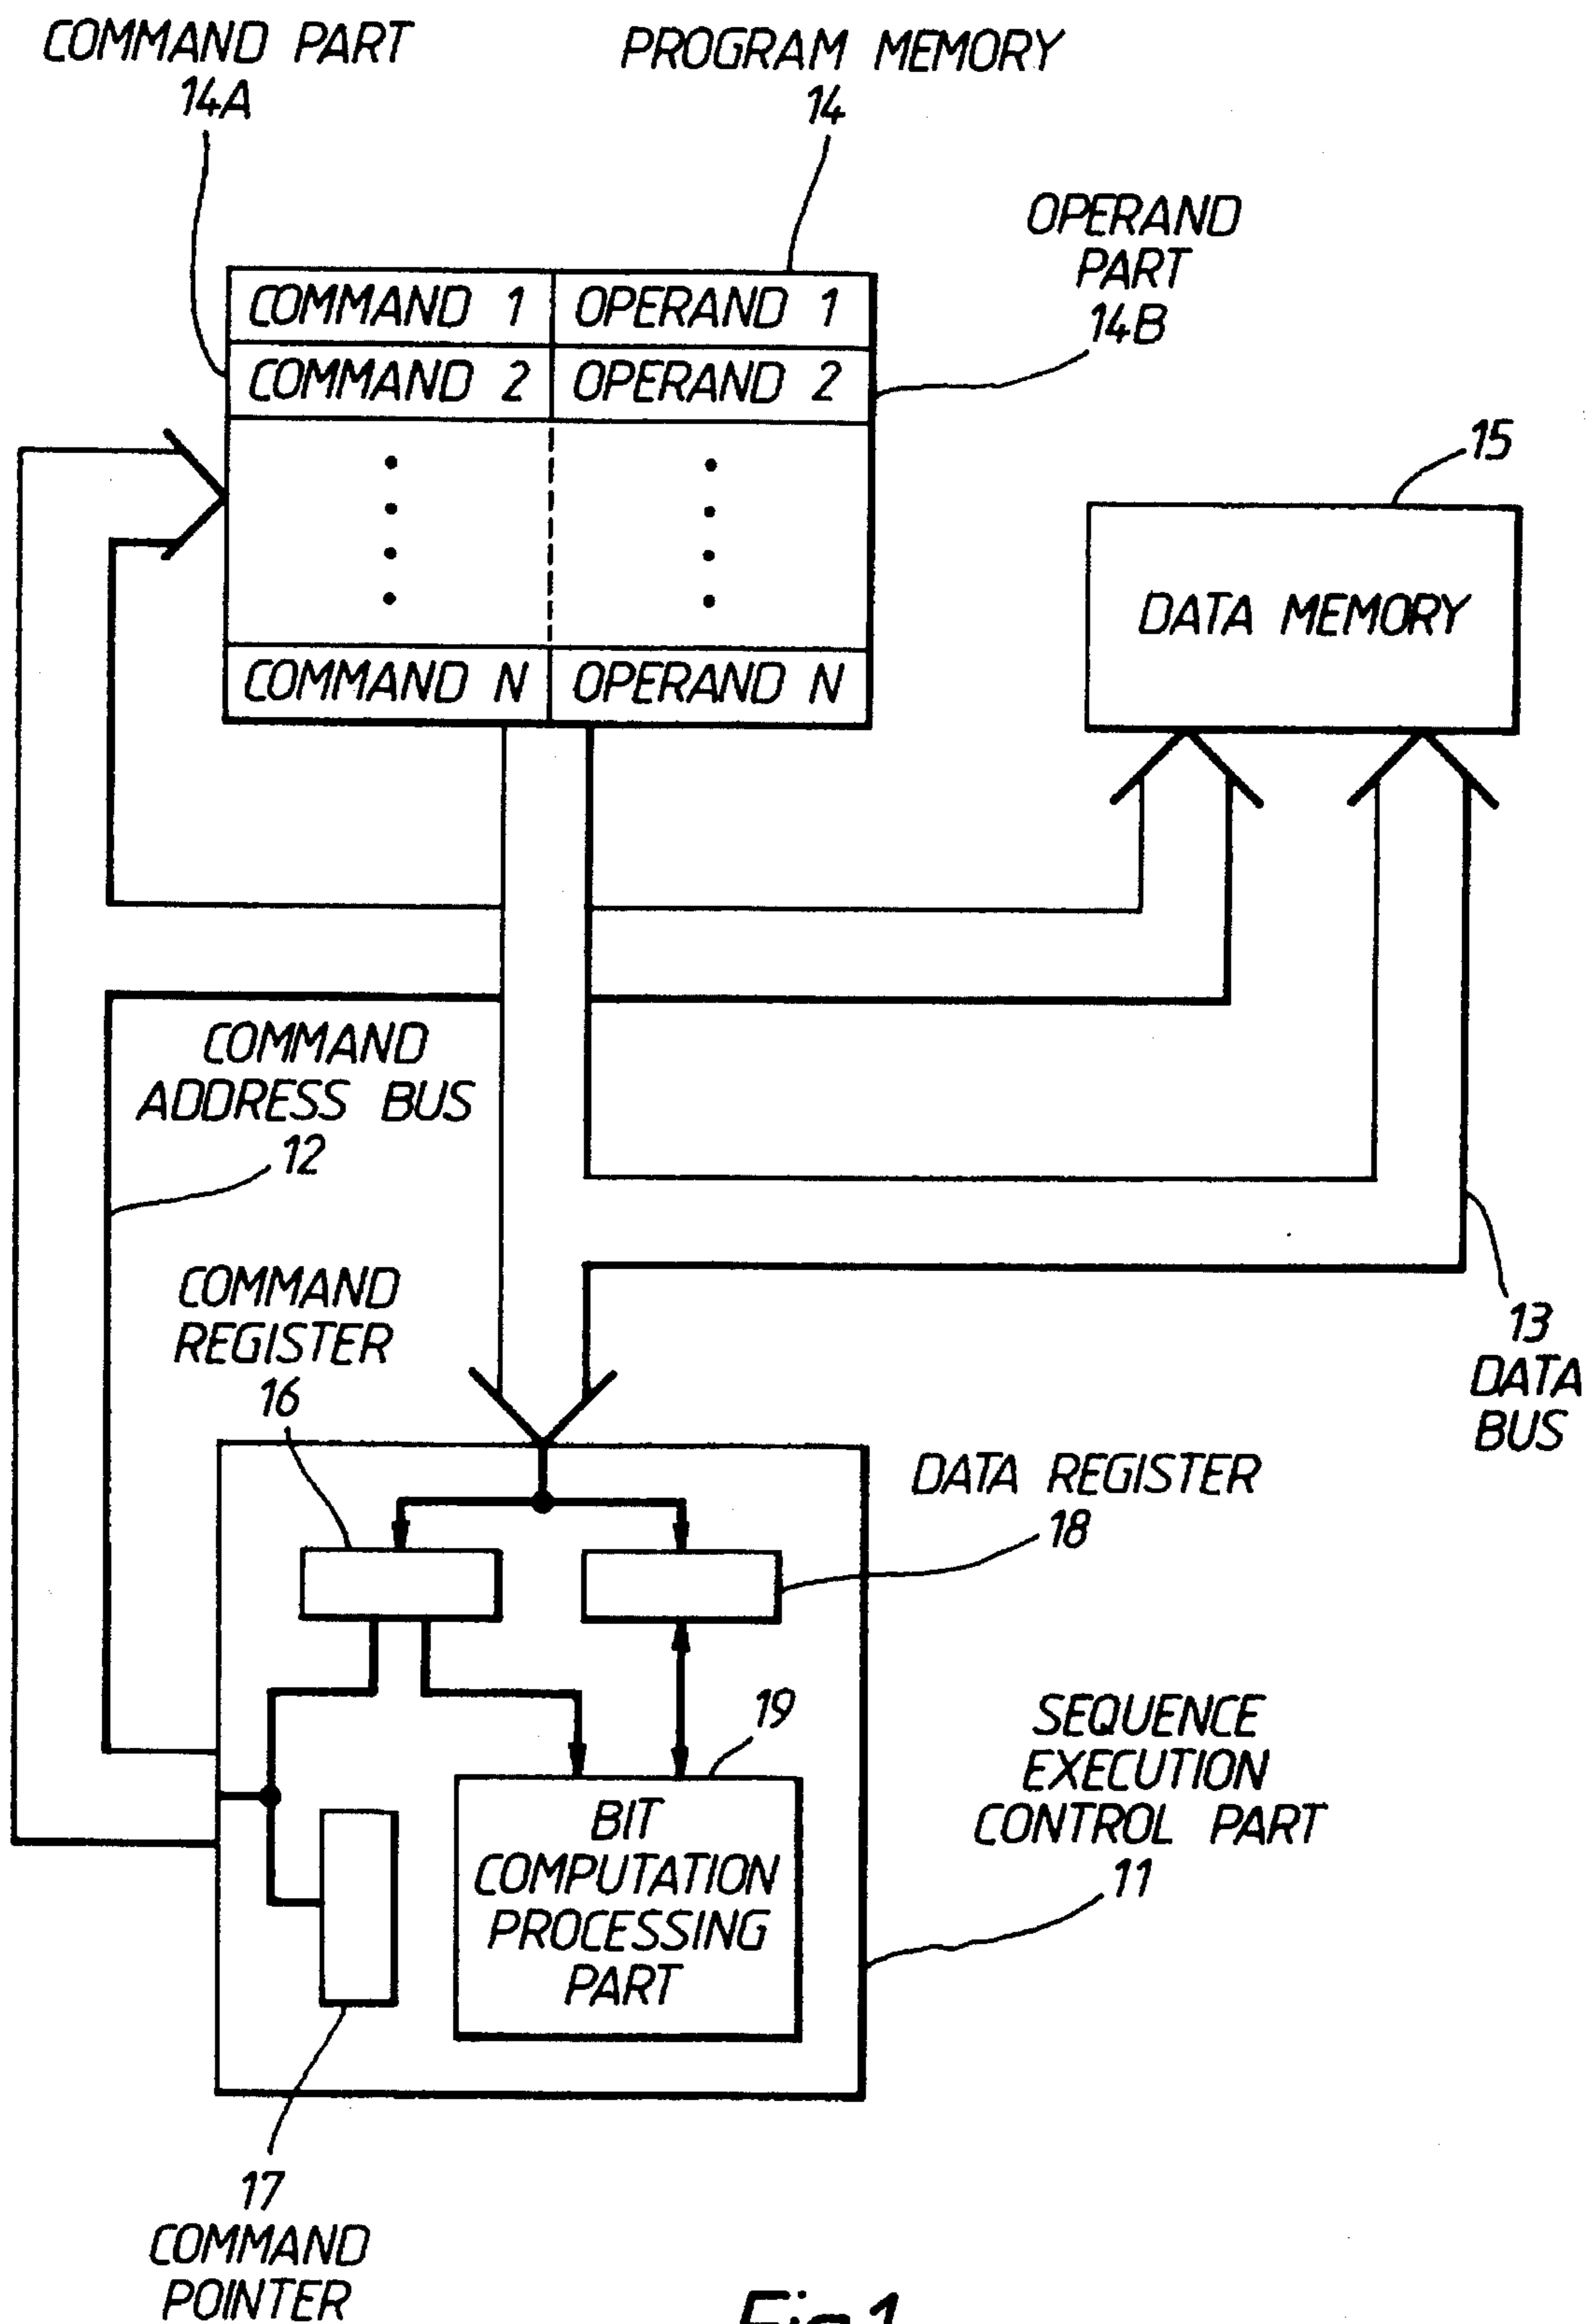 COMMAND PART
14A
PROGRAM MEMORY
14
OPERAND
PART
14B
COMMAND 1 OPERAND 1
COMMAND 2 OPERAND 2
COMMAND N OPERAND N
15
DATA MEMORY
COMMAND
ADDRESS BUS
12
COMMAND
REGISTER
16
13
DATA
BUS
DATA REGISTER
18
19
BIT
COMPUTATION
PROCESSING
PART
SEQUENCE
EXECUTION
CONTROL PART
11
17
COMMAND
POINTER
Fig.1